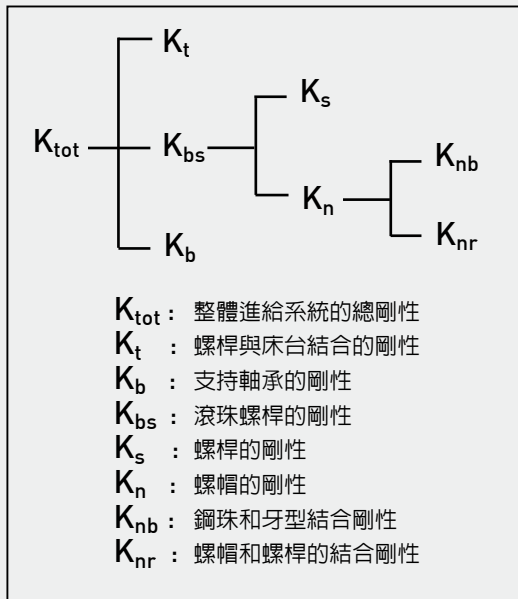 Kt
Ks
Ktot Kbs Knb
Kn
Kb Knr
Ktot : 整體進給系統的總剛性
Kt : 螺桿與床台結合的剛性
Kb : 支持軸承的剛性
Kbs : 滾珠螺桿的剛性
Ks : 螺桿的剛性
Kn : 螺帽的剛性
Knb : 鋼珠和牙型結合剛性
Knr : 螺帽和螺桿的結合剛性